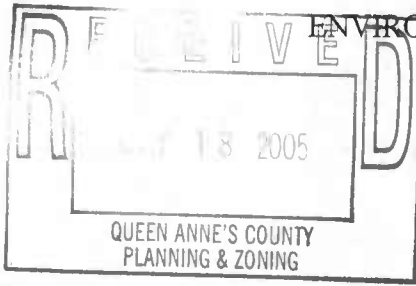 ENVIRO
RECEIVED
18 2005
QUEEN ANNE'S COUNTY
PLANNING & ZONING